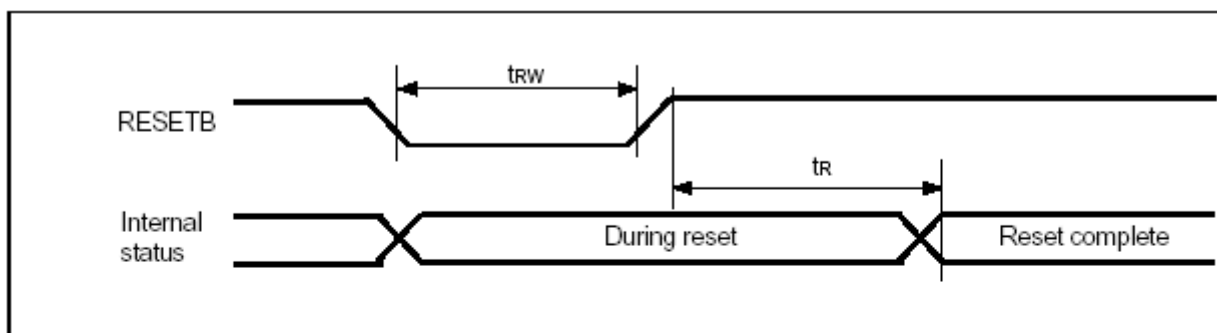 tRW
RESETB
tR
Internal
status
During reset
Reset complete